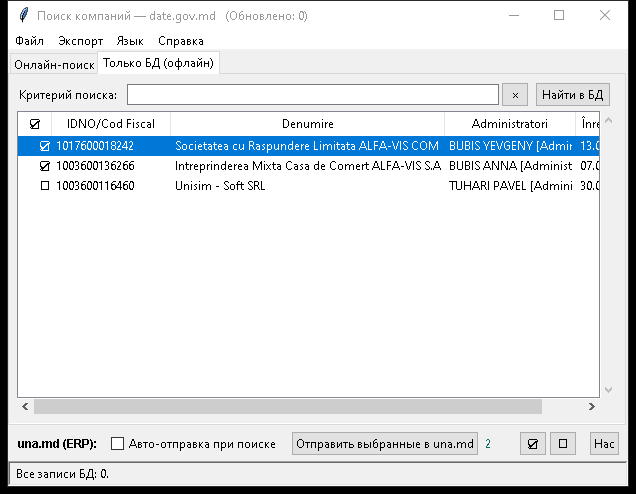 Поиск компаний — date.gov.md (Обновлено: 0)
Файл Экспорт Язык Справка
Онлайн-поиск Только БД (офлайн)
Критерий поиска: × Найти в БД
IDNO/Cod Fiscal Denumire Administratori Înre
1017600018242 Societatea cu Raspundere Limitata ALFA-VIS COM BUBIS YEVGENY [Admir 13.0
1003600136266 Intreprinderea Mixta Casa de Comert ALFA-VIS S.A BUBIS ANNA [Administ 07.0
1003600116460 Unisim - Soft SRL TUHARI PAVEL [Admini 30.0
una.md (ERP): Авто-отправка при поиске Отправить выбранные в una.md 2 Нас
Все записи БД: 0.